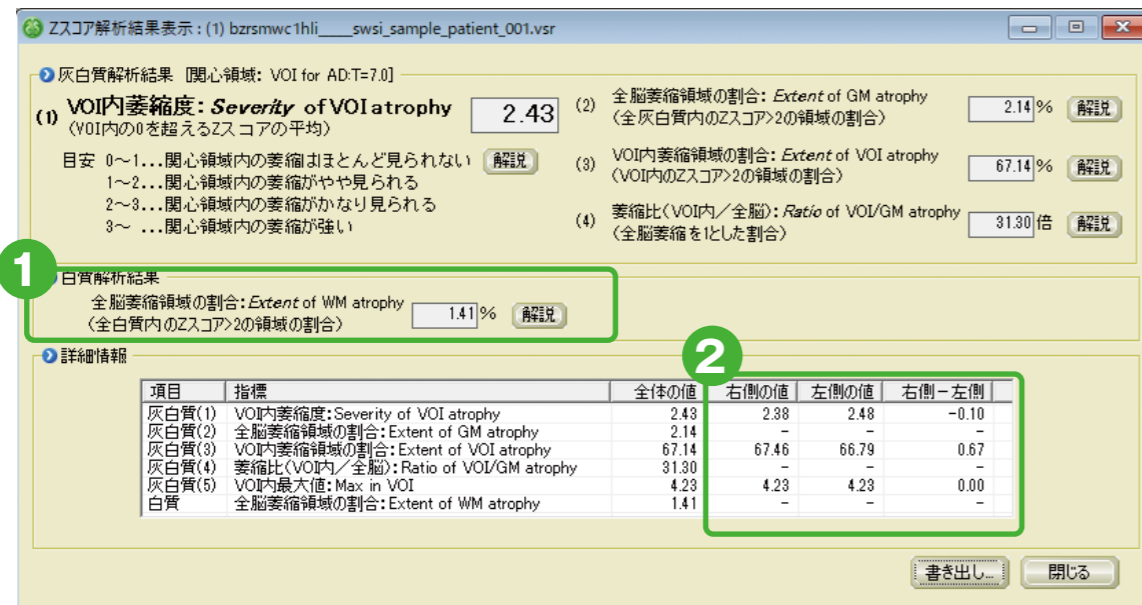 Zスコア解析結果表示 : (1) bzrsmwc1hli____swsi_sample_patient_001.vsr
灰白質解析結果 [関心領域: VOI for AD:T=7.0]
(1) VOI内萎縮度: Severity of VOI atrophy 2.43
(VOI内の0を超えるZスコアの平均)
目安 0～1...関心領域内の萎縮はほとんど見られない 解説
1～2...関心領域内の萎縮がやや見られる
2～3...関心領域内の萎縮がかなり見られる
3～ ...関心領域内の萎縮が強い
(2) 全脳萎縮領域の割合: Extent of GM atrophy 2.14 % 解説
(全灰白質内のZスコア>2の領域の割合)
(3) VOI内萎縮領域の割合: Extent of VOI atrophy 67.14 % 解説
(VOI内のZスコア>2の領域の割合)
(4) 萎縮比(VOI内／全脳): Ratio of VOI/GM atrophy 31.30 倍 解説
(全脳萎縮を1とした割合)
1
白質解析結果
全脳萎縮領域の割合: Extent of WM atrophy 1.41 % 解説
(全白質内のZスコア>2の領域の割合)
詳細情報
2
項目 指標 全体の値 右側の値 左側の値 右側－左側
灰白質(1) VOI内萎縮度: Severity of VOI atrophy 2.43 2.38 2.48 -0.10
灰白質(2) 全脳萎縮領域の割合: Extent of GM atrophy 2.14 - - -
灰白質(3) VOI内萎縮領域の割合: Extent of VOI atrophy 67.14 67.46 66.79 0.67
灰白質(4) 萎縮比(VOI内／全脳): Ratio of VOI/GM atrophy 31.30 - - -
灰白質(5) VOI内最大値: Max in VOI 4.23 4.23 4.23 0.00
白質 全脳萎縮領域の割合: Extent of WM atrophy 1.41 - - -
書き出し... 閉じる